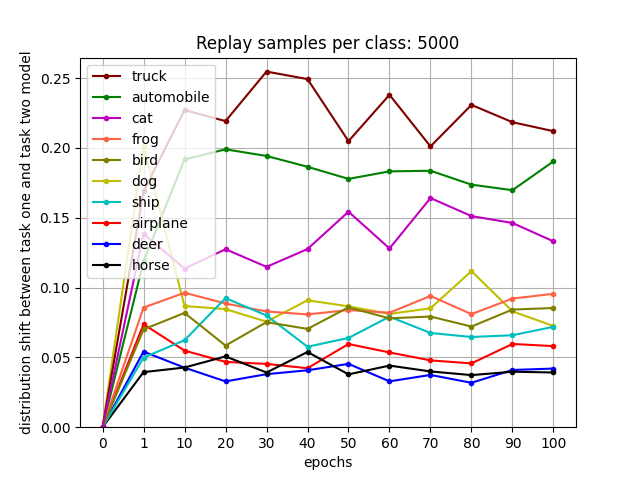 Replay samples per class: 5000
distribution shift between task one and task two model
0.25
0.20
0.15
0.10
0.05
0.00
truck
automobile
cat
frog
bird
dog
ship
airplane
deer
horse
0 1 10 20 30 40 50 60 70 80 90 100
epochs